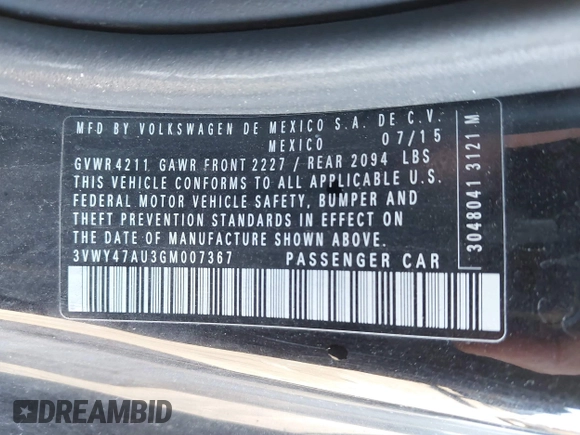 MFD BY VOLKSWAGEN DE MEXICO S.A. DE C.V.
MEXICO 07/15
GVWR 4211 GAWR FRONT 2227 / REAR 2094 LBS
THIS VEHICLE CONFORMS TO ALL APPLICABLE U.S.
FEDERAL MOTOR VEHICLE SAFETY, BUMPER AND
THEFT PREVENTION STANDARDS IN EFFECT ON
THE DATE OF MANUFACTURE SHOWN ABOVE.
3VWY47AU3GM007367 PASSENGER CAR
3048041 3121 M
DREAMBID